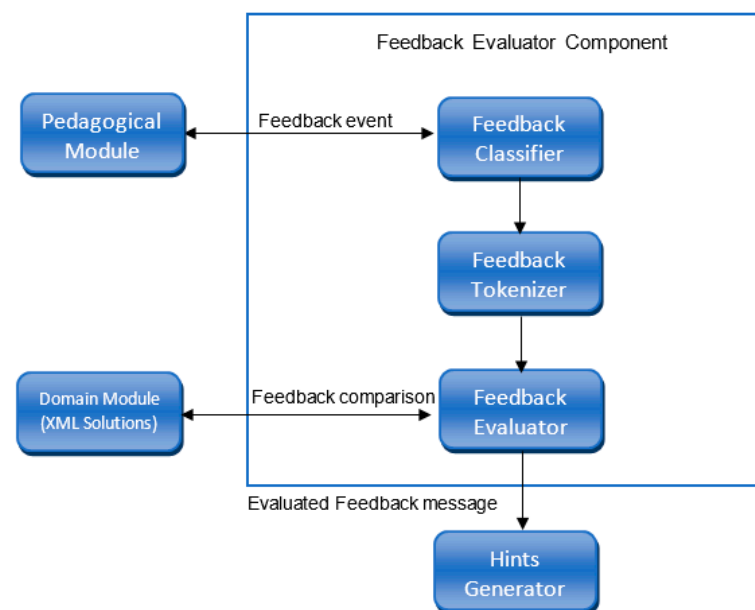 Feedback Evaluator Component
Pedagogical
Module
Feedback event
Feedback
Classifier
Feedback
Tokenizer
Domain Module
(XML Solutions)
Feedback comparison
Feedback
Evaluator
Evaluated Feedback message
Hints
Generator